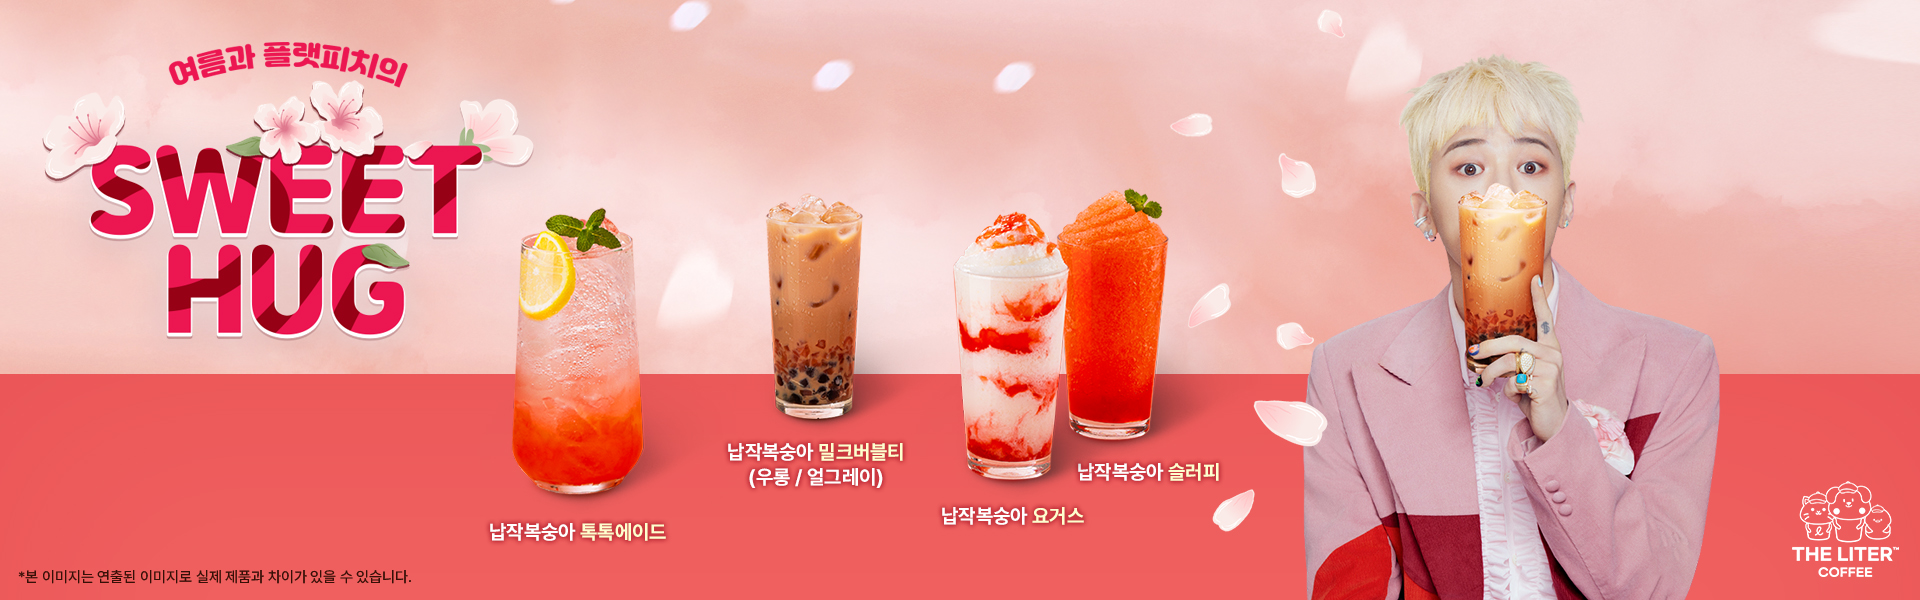 여름과 플랫피치의
SWEET
HUG
납작복숭아 톡톡에이드
납작복숭아 밀크버블티
(우롱 / 얼그레이)
납작복숭아 요거스
납작복숭아 슬러피
*본 이미지는 연출된 이미지로 실제 제품과 차이가 있을 수 있습니다.
THE LITER™
COFFEE